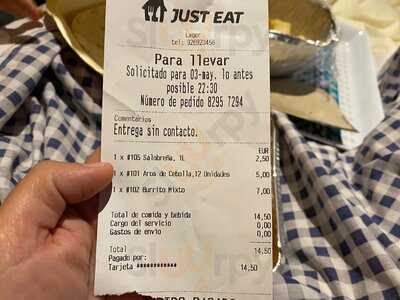 JUST EAT
Lager
tel: 926923456
Para llevar
Solicitado para 03-may. lo antes
posible 22:30
Número de pedido 8295 7294
Comentarios
Entrega sin contacto.
EUR
1 x #105 Salobreña, 1L 2,50
1 x #101 Aros de Cebolla,12 Unidades 5,00
1 x #102 Burrito Mixto 7,00
Total de comida y bebida 14,50
Cargo del servicio 0,00
Gastos de envío 0,00
Total 14,50
Pagado por:
Tarjeta ************ 14,50